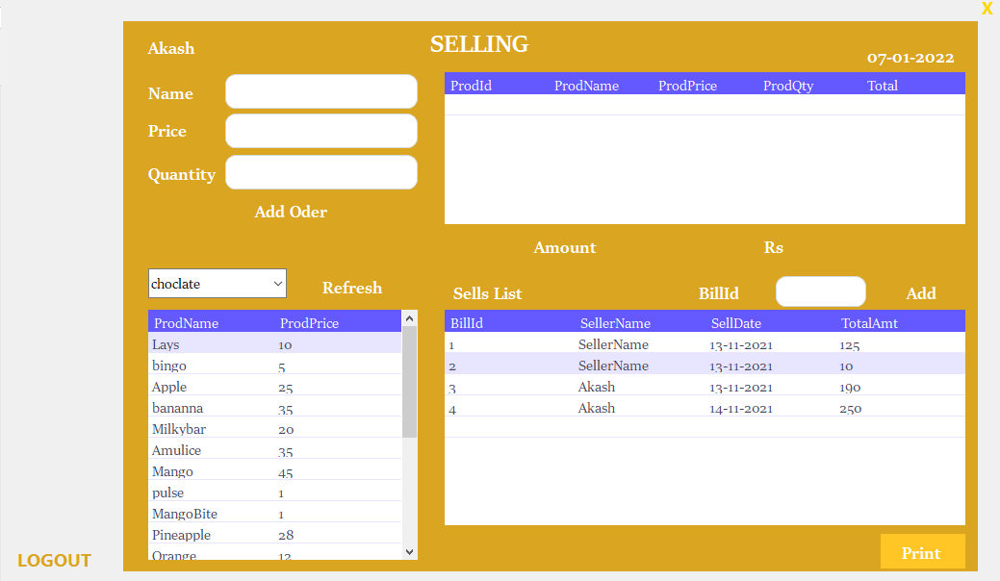 X
Akash
SELLING
07-01-2022
Name
Price
Quantity
Add Oder
ProdId ProdName ProdPrice ProdQty Total
Amount Rs
choclate
Refresh
Sells List
BillId
Add
ProdName ProdPrice
Lays 10
bingo 5
Apple 25
bananna 35
Milkybar 20
Amulice 35
Mango 45
pulse 1
MangoBite 1
Pineapple 28
Orange 12
BillId SellerName SellDate TotalAmt
1 SellerName 13-11-2021 125
2 SellerName 13-11-2021 10
3 Akash 13-11-2021 190
4 Akash 14-11-2021 250
Print
LOGOUT